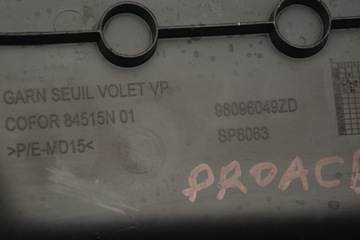 GARN SEUIL VOLET VP
COFOR 84515N 01
>P/E-MD15<
98096049ZD
SP8063
PROACE